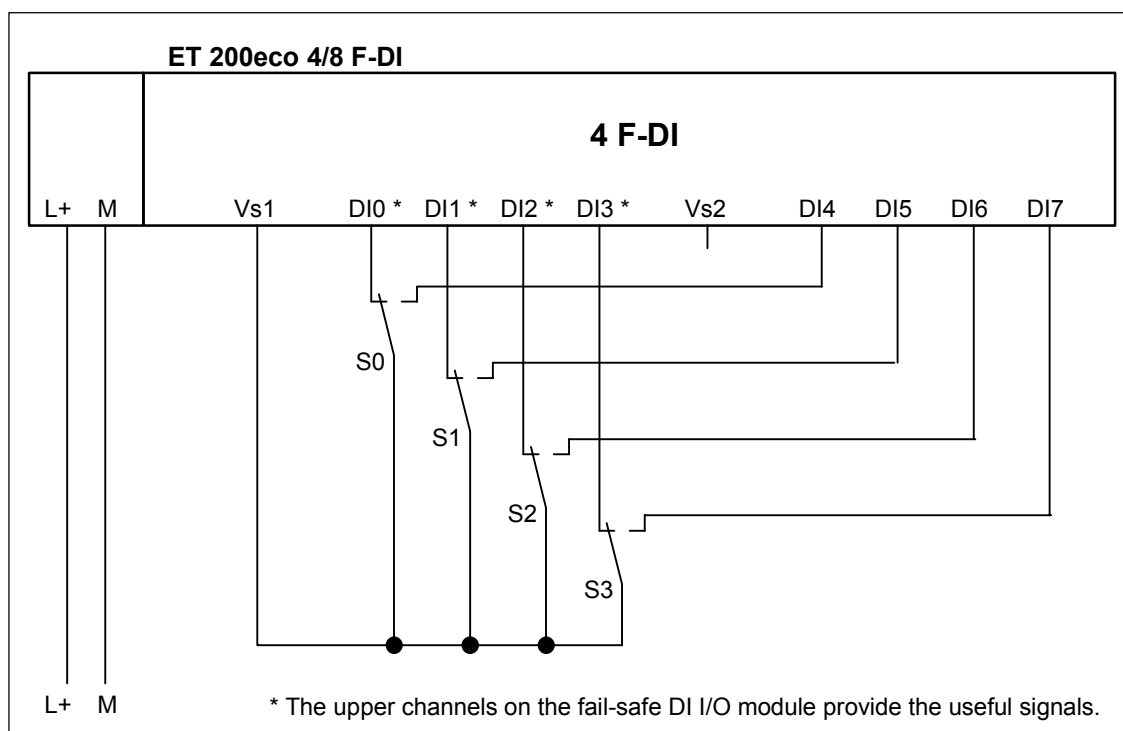 ET 200eco 4/8 F-DI
4 F-DI
L+ M Vs1 DI0 * DI1 * DI2 * DI3 * Vs2 DI4 DI5 DI6 DI7
S0
S1
S2
S3
L+ M * The upper channels on the fail-safe DI I/O module provide the useful signals.